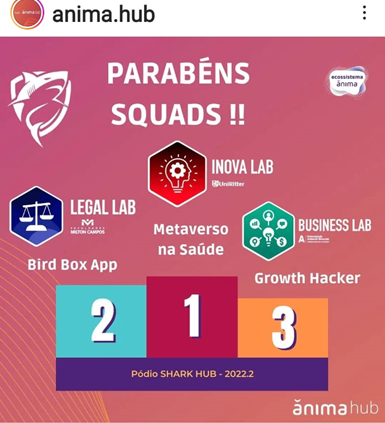 anima.hub
PARABÉNS
SQUADS !!
ecossistema
ânima
INOVA LAB
UniRitter
LEGAL LAB
FACULDADES
MILTON CAMPOS
Metaverso
na Saúde
BUSINESS LAB
Bird Box App
Growth Hacker
2
1
3
Pódio SHARK HUB - 2022.2
ânima hub